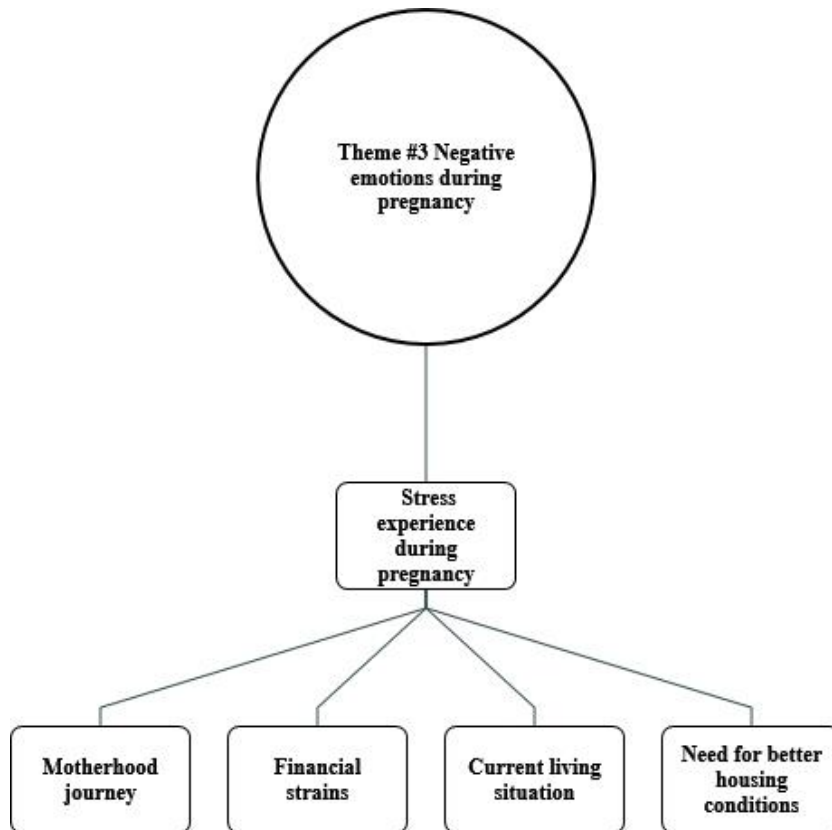 Theme #3 Negative
emotions during
pregnancy
Stress
experience
during
pregnancy
Motherhood
journey
Financial
strains
Current living
situation
Need for better
housing
conditions